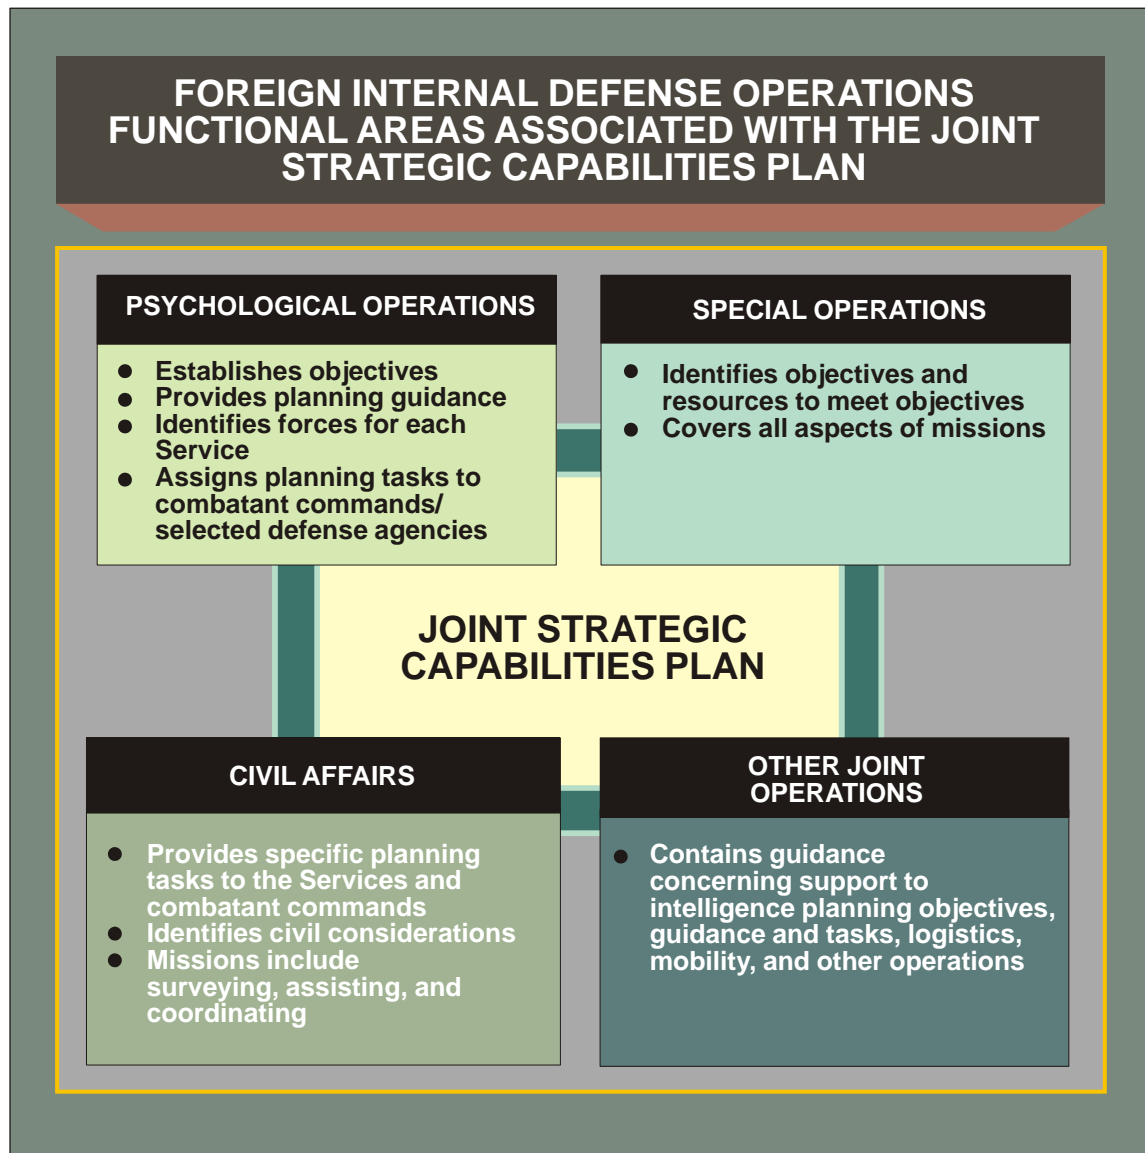 FOREIGN INTERNAL DEFENSE OPERATIONS
FUNCTIONAL AREAS ASSOCIATED WITH THE JOINT
STRATEGIC CAPABILITIES PLAN
PSYCHOLOGICAL OPERATIONS
● Establishes objectives
● Provides planning guidance
● Identifies forces for each
Service
● Assigns planning tasks to
combatant commands/
selected defense agencies
SPECIAL OPERATIONS
● Identifies objectives and
resources to meet objectives
● Covers all aspects of missions
JOINT STRATEGIC
CAPABILITIES PLAN
CIVIL AFFAIRS
● Provides specific planning
tasks to the Services and
combatant commands
● Identifies civil considerations
● Missions include
surveying, assisting, and
coordinating
OTHER JOINT
OPERATIONS
● Contains guidance
concerning support to
intelligence planning objectives,
guidance and tasks, logistics,
mobility, and other operations